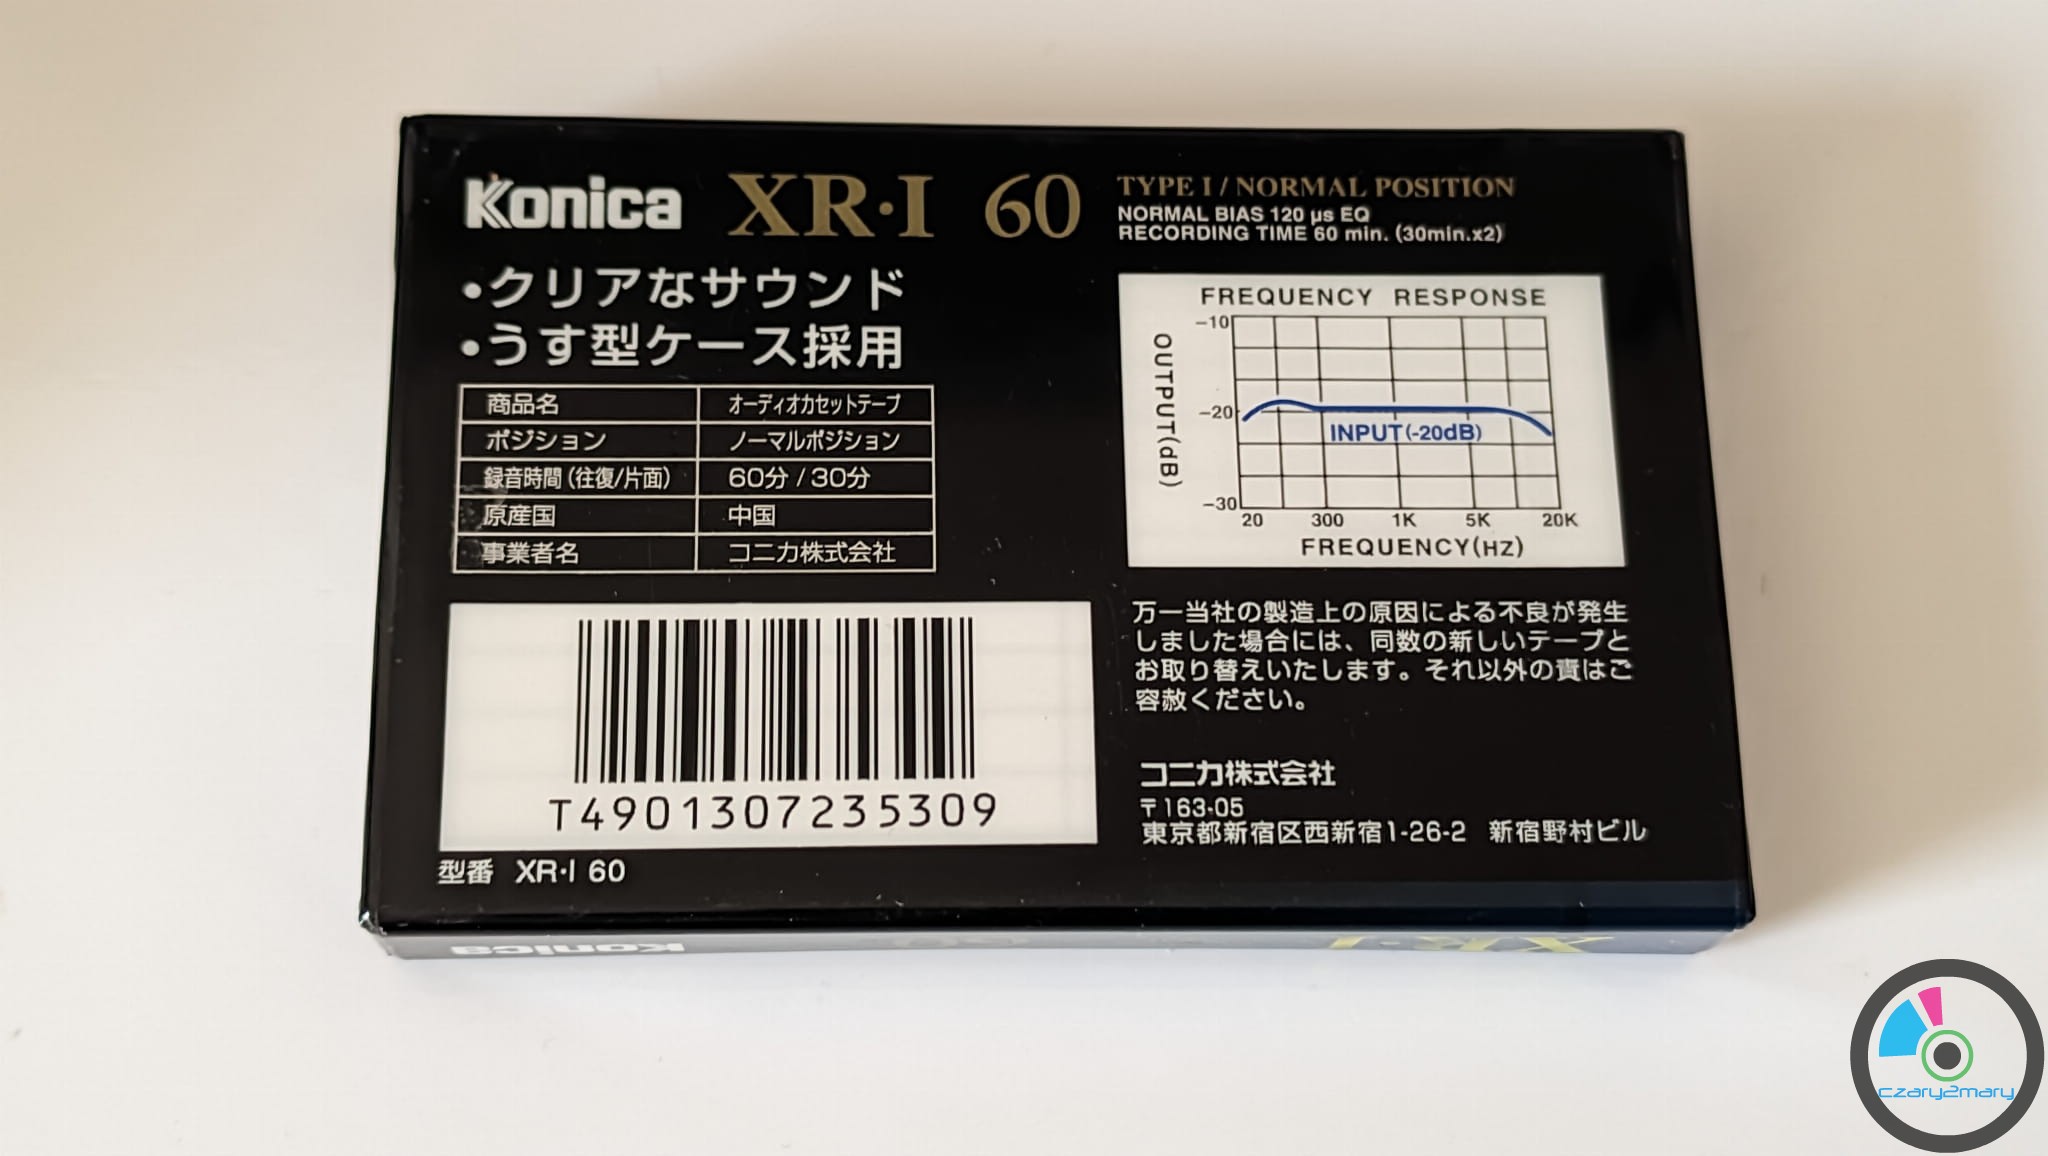 Konica XR·I 60
TYPE I / NORMAL POSITION
NORMAL BIAS 120 μs EQ
RECORDING TIME 60 min. (30min.x2)
•クリアなサウンド
•うす型ケース採用
商品名 オーディオカセットテープ
ポジション ノーマルポジション
録音時間(往復/片面) 60分 / 30分
原産国 中国
事業者名 コニカ株式会社
FREQUENCY RESPONSE
OUTPUT(dB)
-10
-20
-30
INPUT(-20dB)
20 300 1K 5K 20K
FREQUENCY(HZ)
T4901307235309
型番 XR·I 60
万一当社の製造上の原因による不良が発生
しました場合には、同数の新しいテープと
お取り替えいたします。それ以外の責はご
容赦ください。
コニカ株式会社
〒163-05
東京都新宿区西新宿1-26-2 新宿野村ビル
Konica 60 XR·I
czary2mary